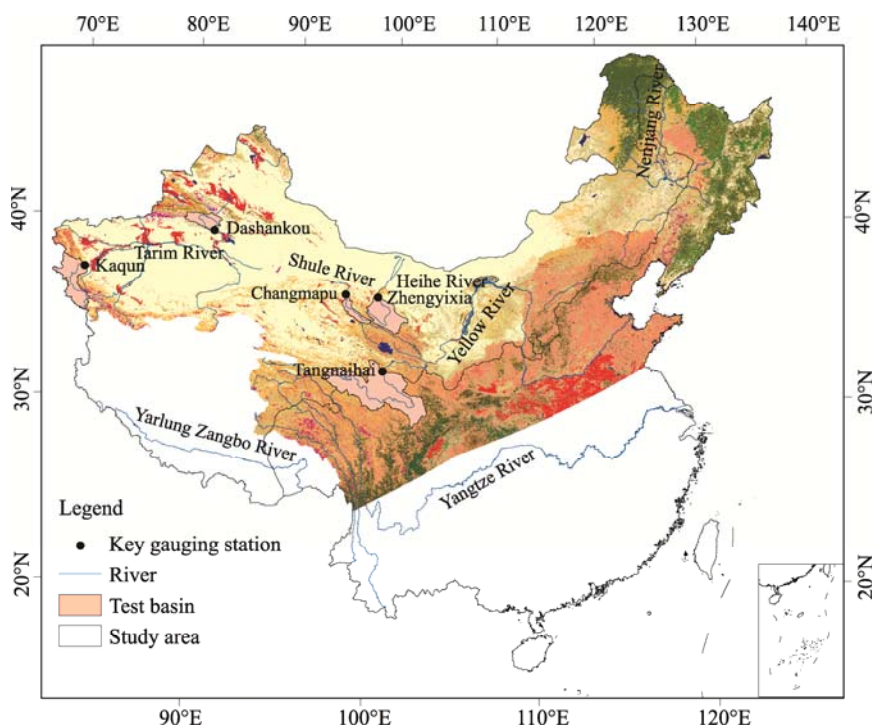 70°E 80°E 90°E 100°E 110°E 120°E 130°E 140°E
Nenjiang River
40°N
40°N
Dashankou
Kaqun
Tarim River
Shule River
Heihe River
Changmapu
Zhengyixia
Yellow River
Tangnaihai
30°N
30°N
Yarlung Zangbo River
Yangtze River
Legend
Key gauging station
River
Test basin
Study area
20°N
20°N
90°E 100°E 110°E 120°E